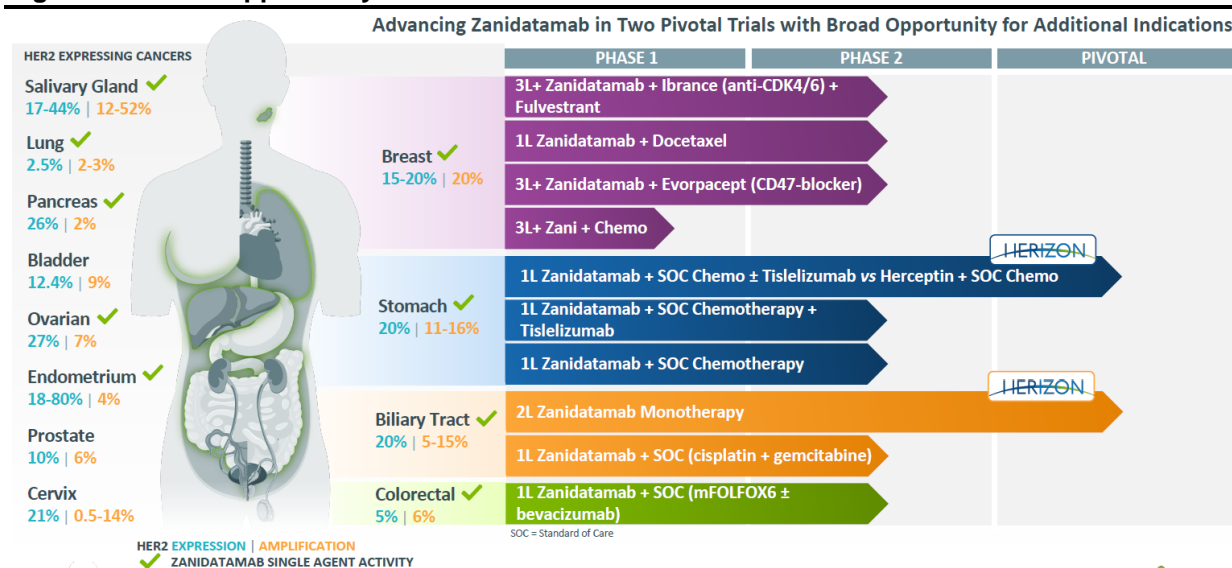 Advancing Zanidatamab in Two Pivotal Trials with Broad Opportunity for Additional Indications
HER2 EXPRESSING CANCERS
PHASE 1
PHASE 2
PIVOTAL
Salivary Gland
17-44% | 12-52%
Lung
2.5% | 2-3%
Pancreas
26% | 2%
Bladder
12.4% | 9%
Ovarian
27% | 7%
Endometrium
18-80% | 4%
Prostate
10% | 6%
Cervix
21% | 0.5-14%
Breast
15-20% | 20%
3L+ Zanidatamab + Ibrance (anti-CDK4/6) +
Fulvestrant
1L Zanidatamab + Docetaxel
3L+ Zanidatamab + Evorpacept (CD47-blocker)
3L+ Zani + Chemo
Stomach
20% | 11-16%
HERIZON
1L Zanidatamab + SOC Chemo ± Tislelizumab vs Herceptin + SOC Chemo
1L Zanidatamab + SOC Chemotherapy +
Tislelizumab
1L Zanidatamab + SOC Chemotherapy
Biliary Tract
20% | 5-15%
HERIZON
2L Zanidatamab Monotherapy
1L Zanidatamab + SOC (cisplatin + gemcitabine)
Colorectal
5% | 6%
1L Zanidatamab + SOC (mFOLFOX6 ±
bevacizumab)
SOC = Standard of Care
HER2 EXPRESSION | AMPLIFICATION
ZANIDATAMAB SINGLE AGENT ACTIVITY